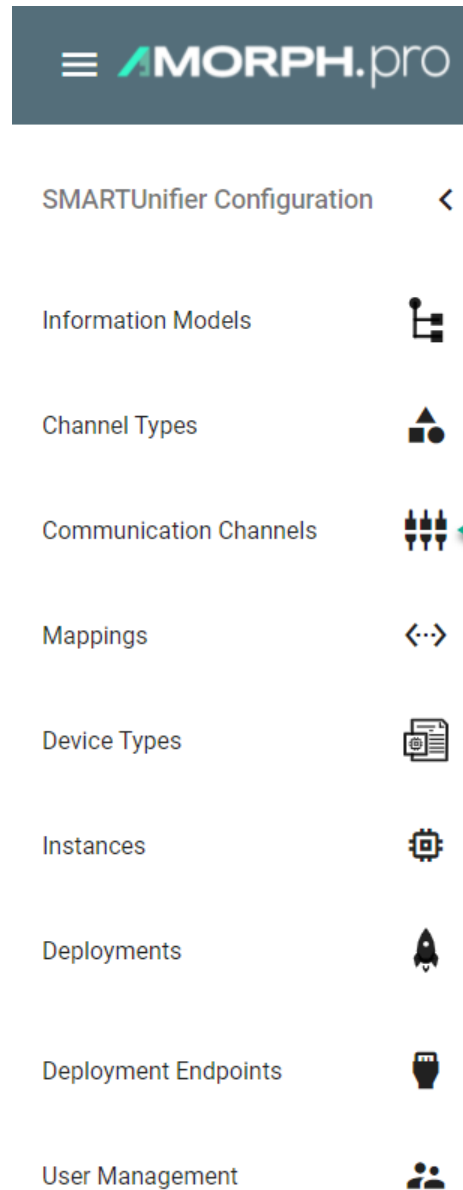 AMORPH.pro
SMARTUnifier Configuration
Information Models
Channel Types
Communication Channels
Mappings
Device Types
Instances
Deployments
Deployment Endpoints
User Management